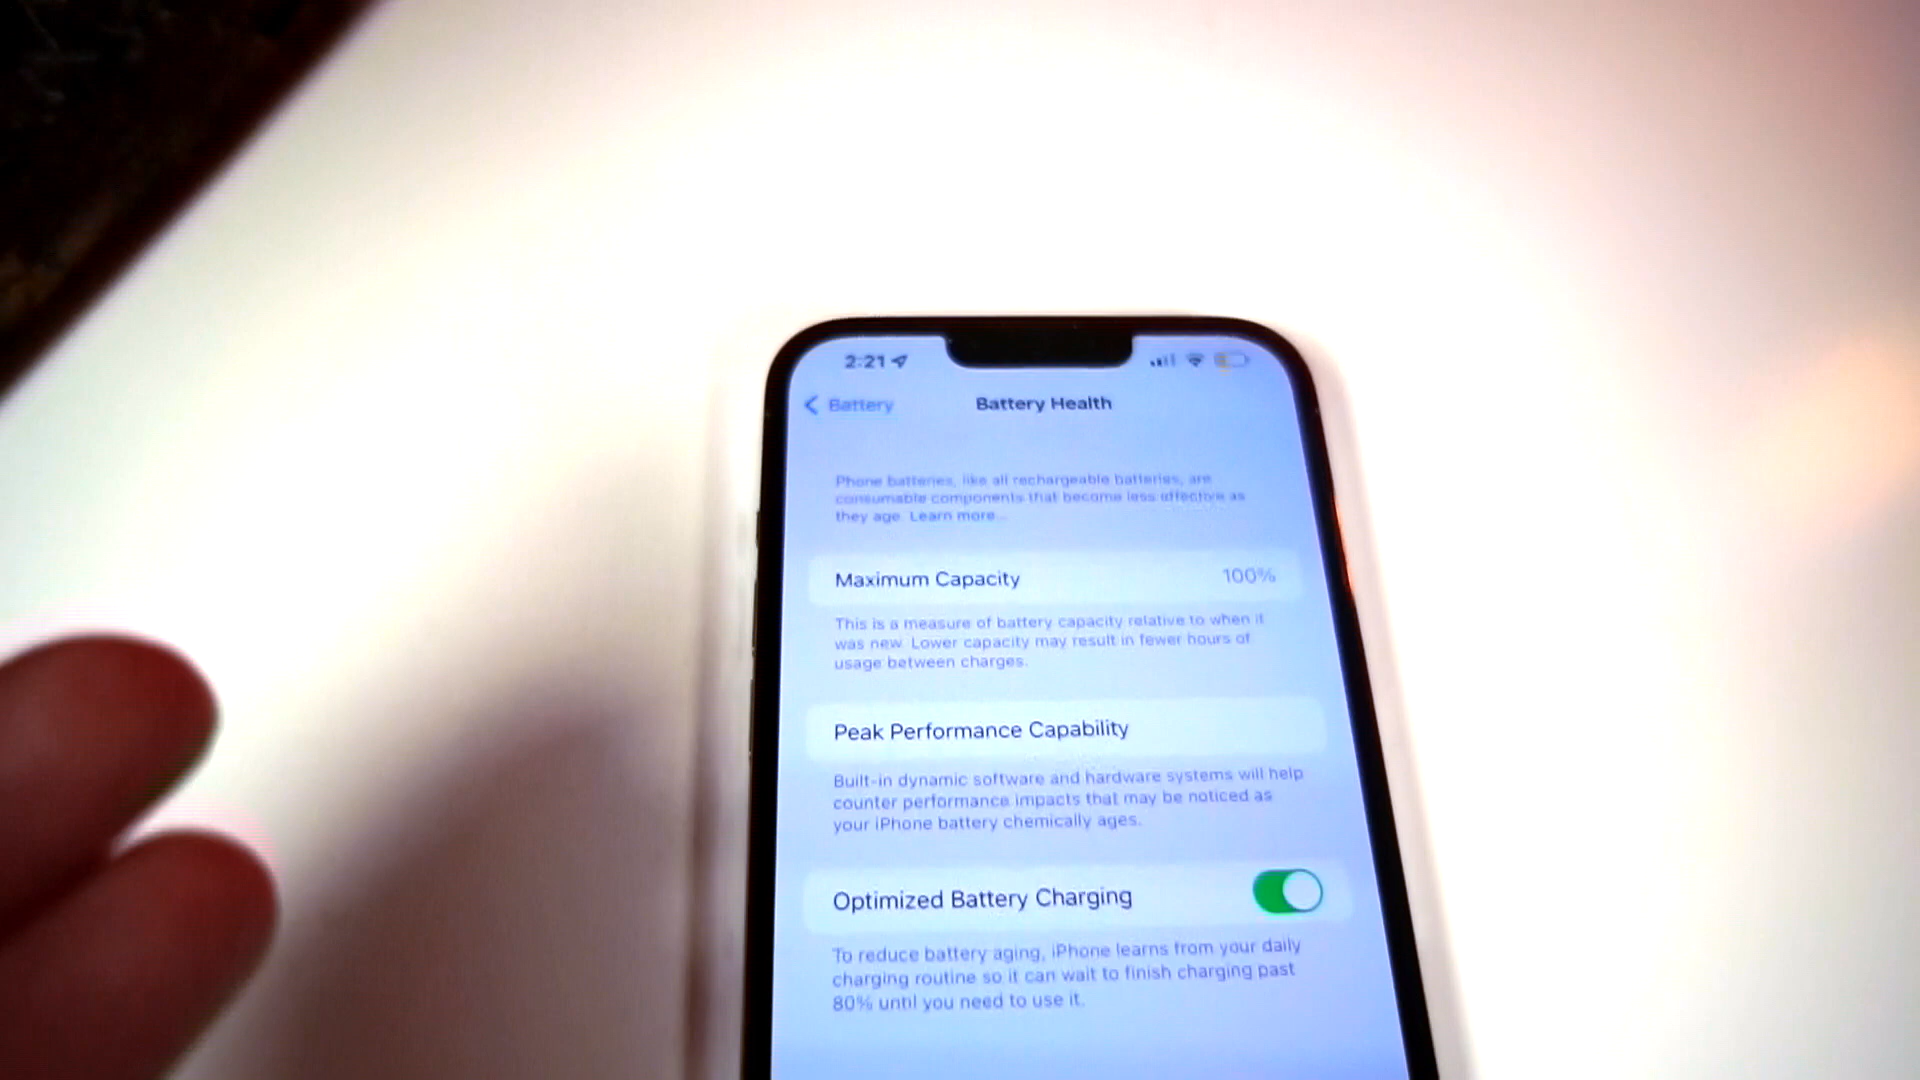 2:21
Battery
Battery Health
Phone batteries, like all rechargeable batteries, are
consumable components that become less effective as
they age. Learn more...
Maximum Capacity 100%
This is a measure of battery capacity relative to when it
was new. Lower capacity may result in fewer hours of
usage between charges.
Peak Performance Capability
Built-in dynamic software and hardware systems will help
counter performance impacts that may be noticed as
your iPhone battery chemically ages.
Optimized Battery Charging
To reduce battery aging, iPhone learns from your daily
charging routine so it can wait to finish charging past
80% until you need to use it.